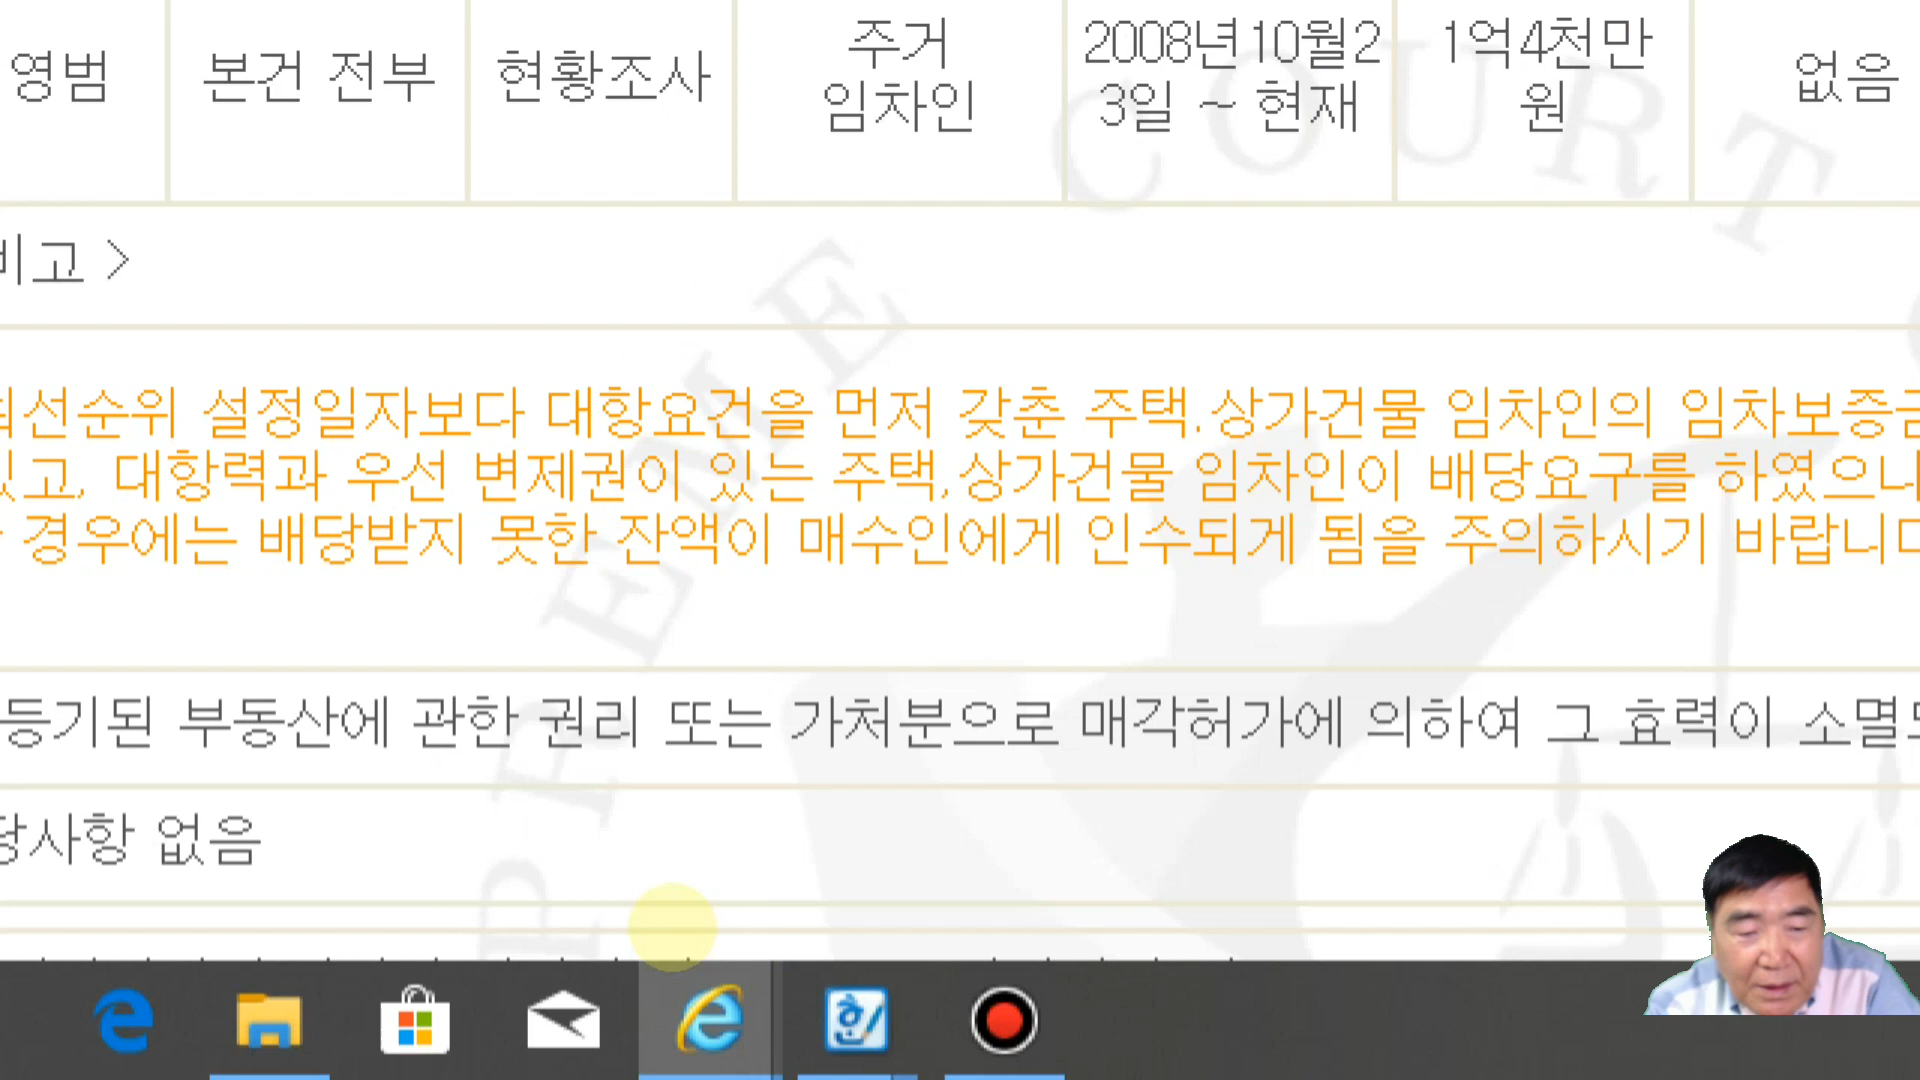 영범 본건 전부 현황조사 주거 임차인 2008년10월23일 ~ 현재 1억4천만원 없음
비고 >
최선순위 설정일자보다 대항요건을 먼저 갖춘 주택.상가건물 임차인의 임차보증금
있고, 대항력과 우선 변제권이 있는 주택,상가건물 임차인이 배당요구를 하였으나
경우에는 배당받지 못한 잔액이 매수인에게 인수되게 됨을 주의하시기 바랍니다
등기된 부동산에 관한 권리 또는 가처분으로 매각허가에 의하여 그 효력이 소멸되
당사항 없음
SUPREME COURT